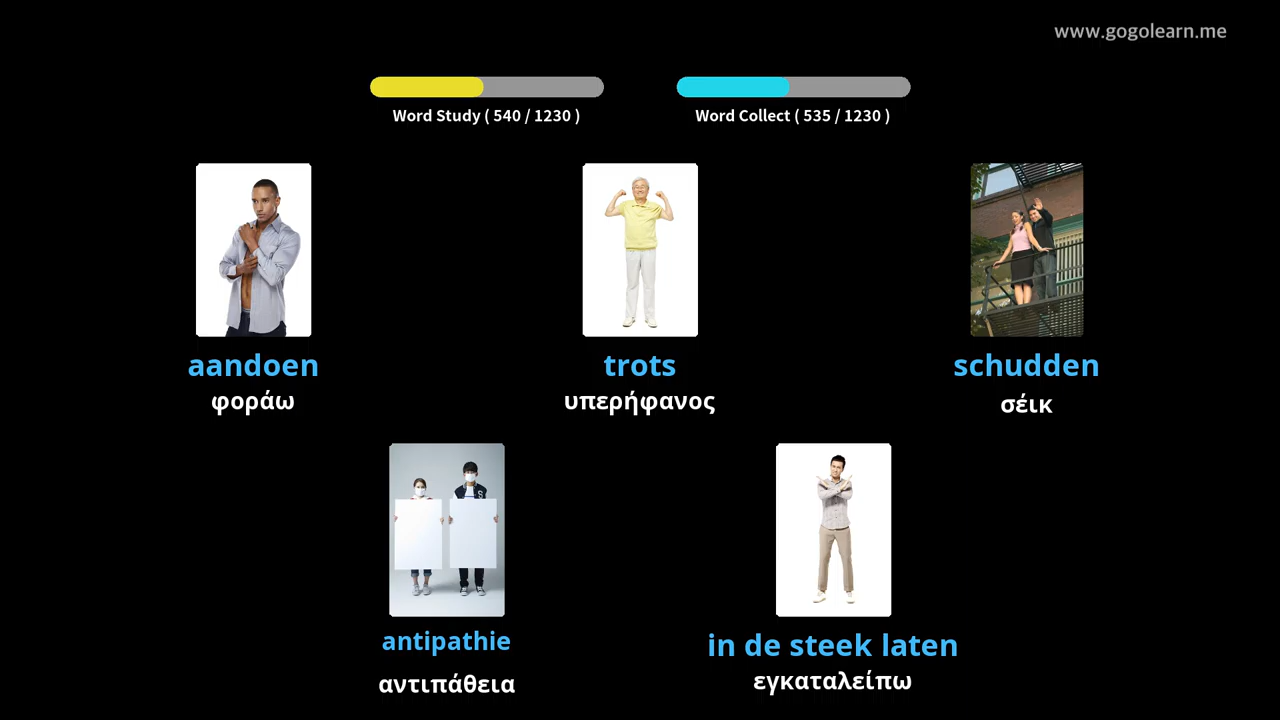 www.gogolearn.me
Word Study ( 540 / 1230 )
Word Collect ( 535 / 1230 )
aandoen
φοράω
trots
υπερήφανος
schudden
σέικ
antipathie
αντιπάθεια
in de steek laten
εγκαταλείπω